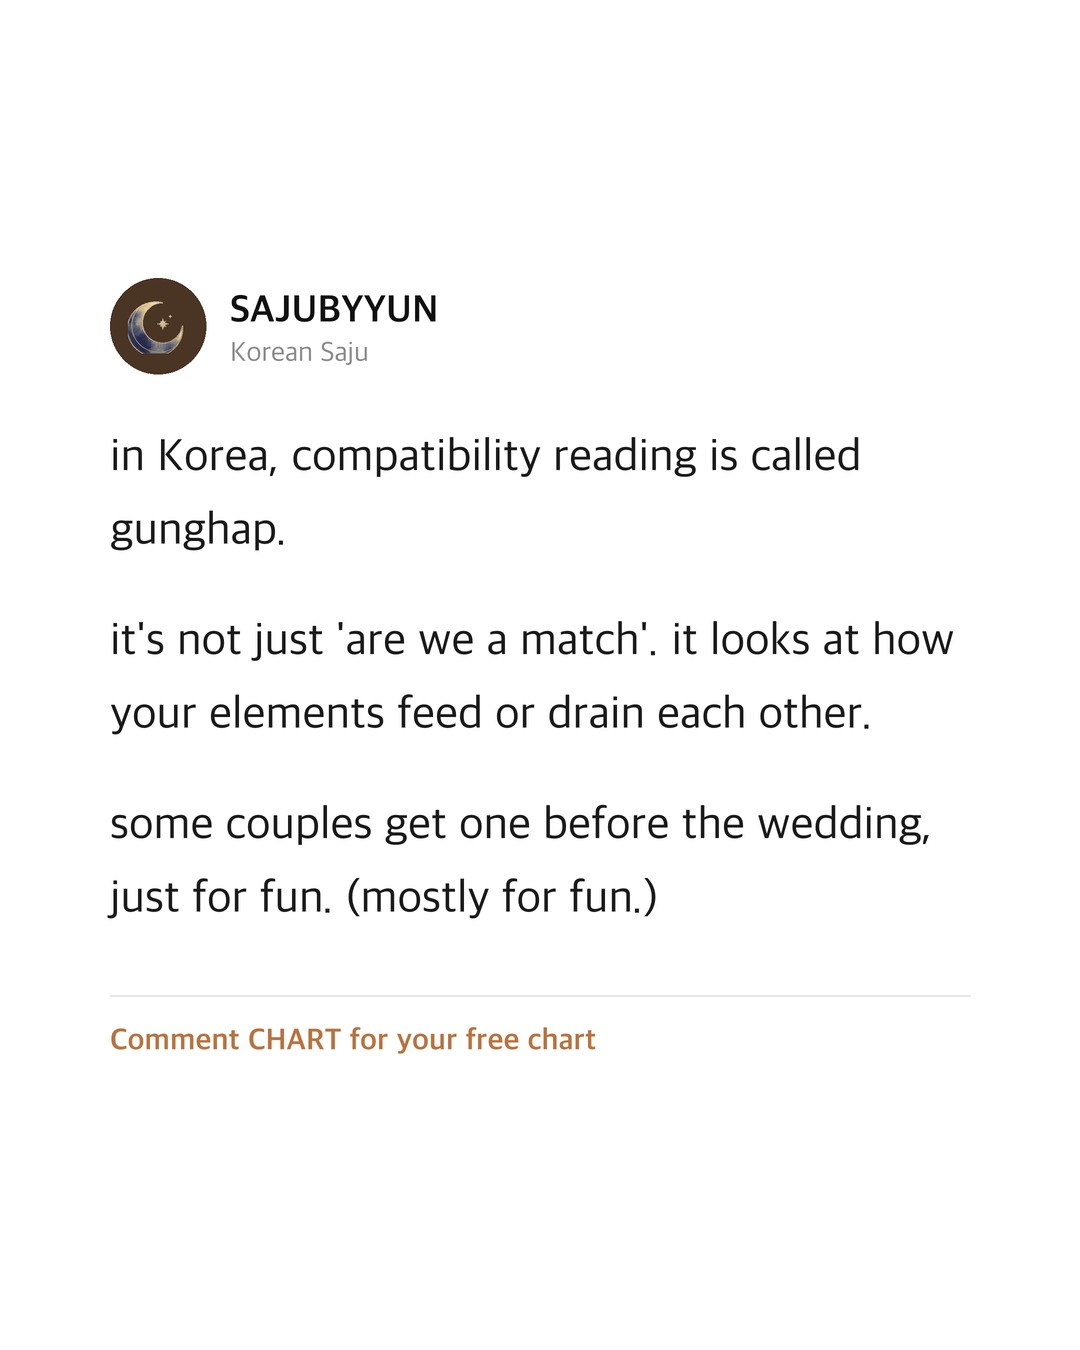 SAJUBYYUN
Korean Saju
in Korea, compatibility reading is called
gunghap.
it's not just 'are we a match'. it looks at how
your elements feed or drain each other.
some couples get one before the wedding,
just for fun. (mostly for fun.)
Comment CHART for your free chart